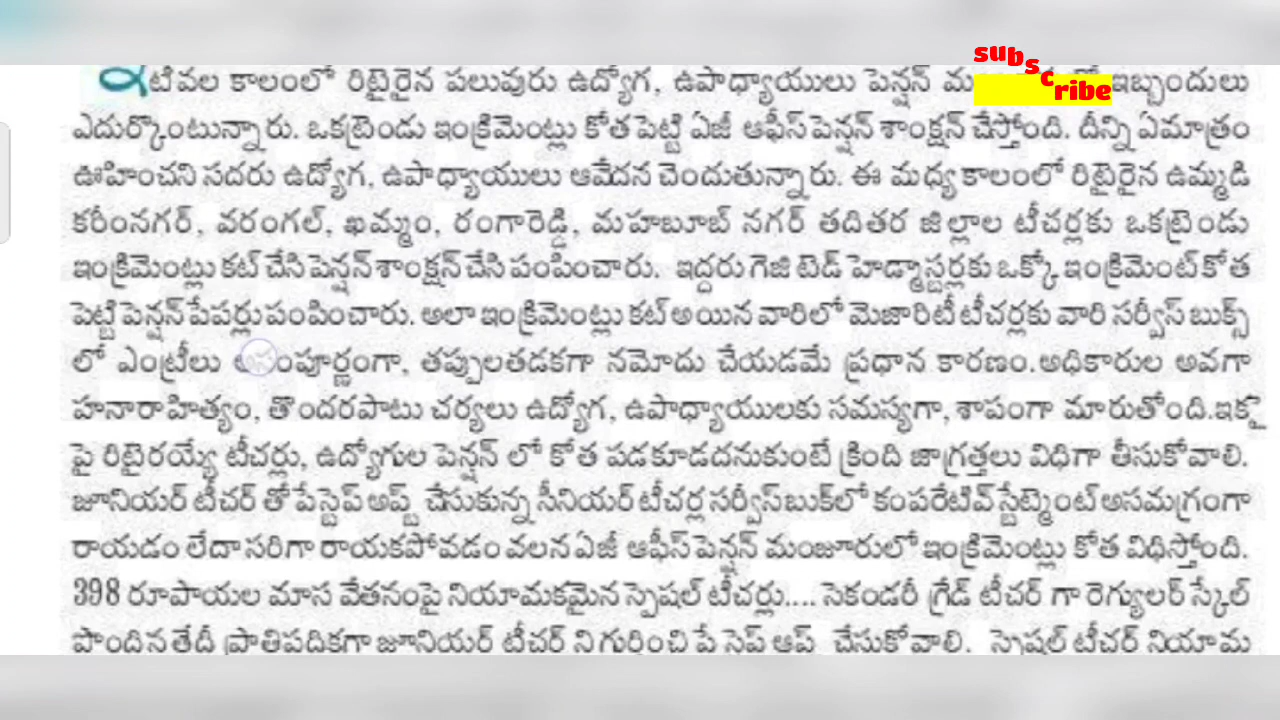 ఇటీవల కాలంలో రిటైరైన పలువురు ఉద్యోగ, ఉపాధ్యాయులు పెన్షన్ ఇబ్బందులు
subscribe
ఎదుర్కొంటున్నారు. ఒకట్రెండు ఇంక్రిమెంట్లు కోత పెట్టి ఏజీ ఆఫీస్ పెన్షన్ శాంక్షన్ చేస్తోంది. దీన్ని ఏమాత్రం
ఊహించని సదరు ఉద్యోగ, ఉపాధ్యాయులు ఆవేదన చెందుతున్నారు. ఈ మధ్య కాలంలో రిటైరైన ఉమ్మడి
కరీంనగర్, వరంగల్, ఖమ్మం, రంగారెడ్డి, మహబూబ్ నగర్ తదితర జిల్లాల టీచర్లకు ఒకట్రెండు
ఇంక్రిమెంట్లు కట్ చేసి పెన్షన్ శాంక్షన్ చేసి పంపించారు. ఇద్దరు గెజిటెడ్ హెడ్మాస్టర్లకు ఒక్కో ఇంక్రిమెంట్ కోత
పెట్టి పెన్షన్ పేపర్లు పంపించారు. అలా ఇంక్రిమెంట్లు కట్ అయిన వారిలో మెజారిటీ టీచర్లకు వారి సర్వీస్ బుక్స్
లో ఎంట్రీలు అసంపూర్ణంగా, తప్పులతడకగా నమోదు చేయడమే ప్రధాన కారణం.అధికారుల అవగా
హనారాహిత్యం, తొందరపాటు చర్యలు ఉద్యోగ, ఉపాధ్యాయులకు సమస్యగా, శాపంగా మారుతోంది.ఇకపై
పై రిటైరయ్యే టీచర్లు, ఉద్యోగుల పెన్షన్ లో కోత పడకూడదనుకుంటే క్రింది జాగ్రత్తలు విధిగా తీసుకోవాలి.
జూనియర్ టీచర్ తో పేస్టెప్ అప్ట్ చేసుకున్న సీనియర్ టీచర్ల సర్వీస్ బుక్‌లో కంపరేటివ్ స్టేట్మెంట్ అసమగ్రంగా
రాయడం లేదా సరిగా రాయకపోవడం వలన ఏజీ ఆఫీస్ పెన్షన్ మంజూరులో ఇంక్రిమెంట్లు కోత విధిస్తోంది.
398 రూపాయల మాస వేతనంపై నియామకమైన స్పెషల్ టీచర్లు.... సెకండరీ గ్రేడ్ టీచర్ గా రెగ్యులర్ స్కేల్
పొందిన తేదీ ప్రాతిపదికగా జూనియర్ టీచర్ ని గుర్తించి పే స్టెప్ ఆప్ చేసుకోవాలి. స్పెషల్ టీచర్ నియామ